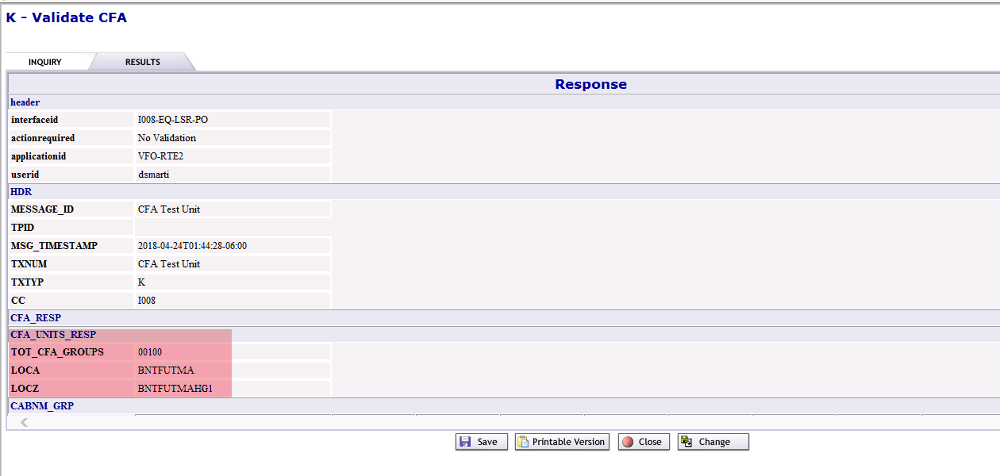 K - Validate CFA
INQUIRY RESULTS
Response
header
interfaceid I008-EQ-LSR-PO
actionrequired No Validation
applicationid VFO-RTE2
userid dsmarti
HDR
MESSAGE_ID CFA Test Unit
TPID
MSG_TIMESTAMP 2018-04-24T01:44:28-06:00
TXNUM CFA Test Unit
TXTYP K
CC I008
CFA_RESP
CFA_UNITS_RESP
TOT_CFA_GROUPS 00100
LOCA BNTFUTMA
LOCZ BNTFUTMAHG1
CABNM_GRP
Save Printable Version Close Change